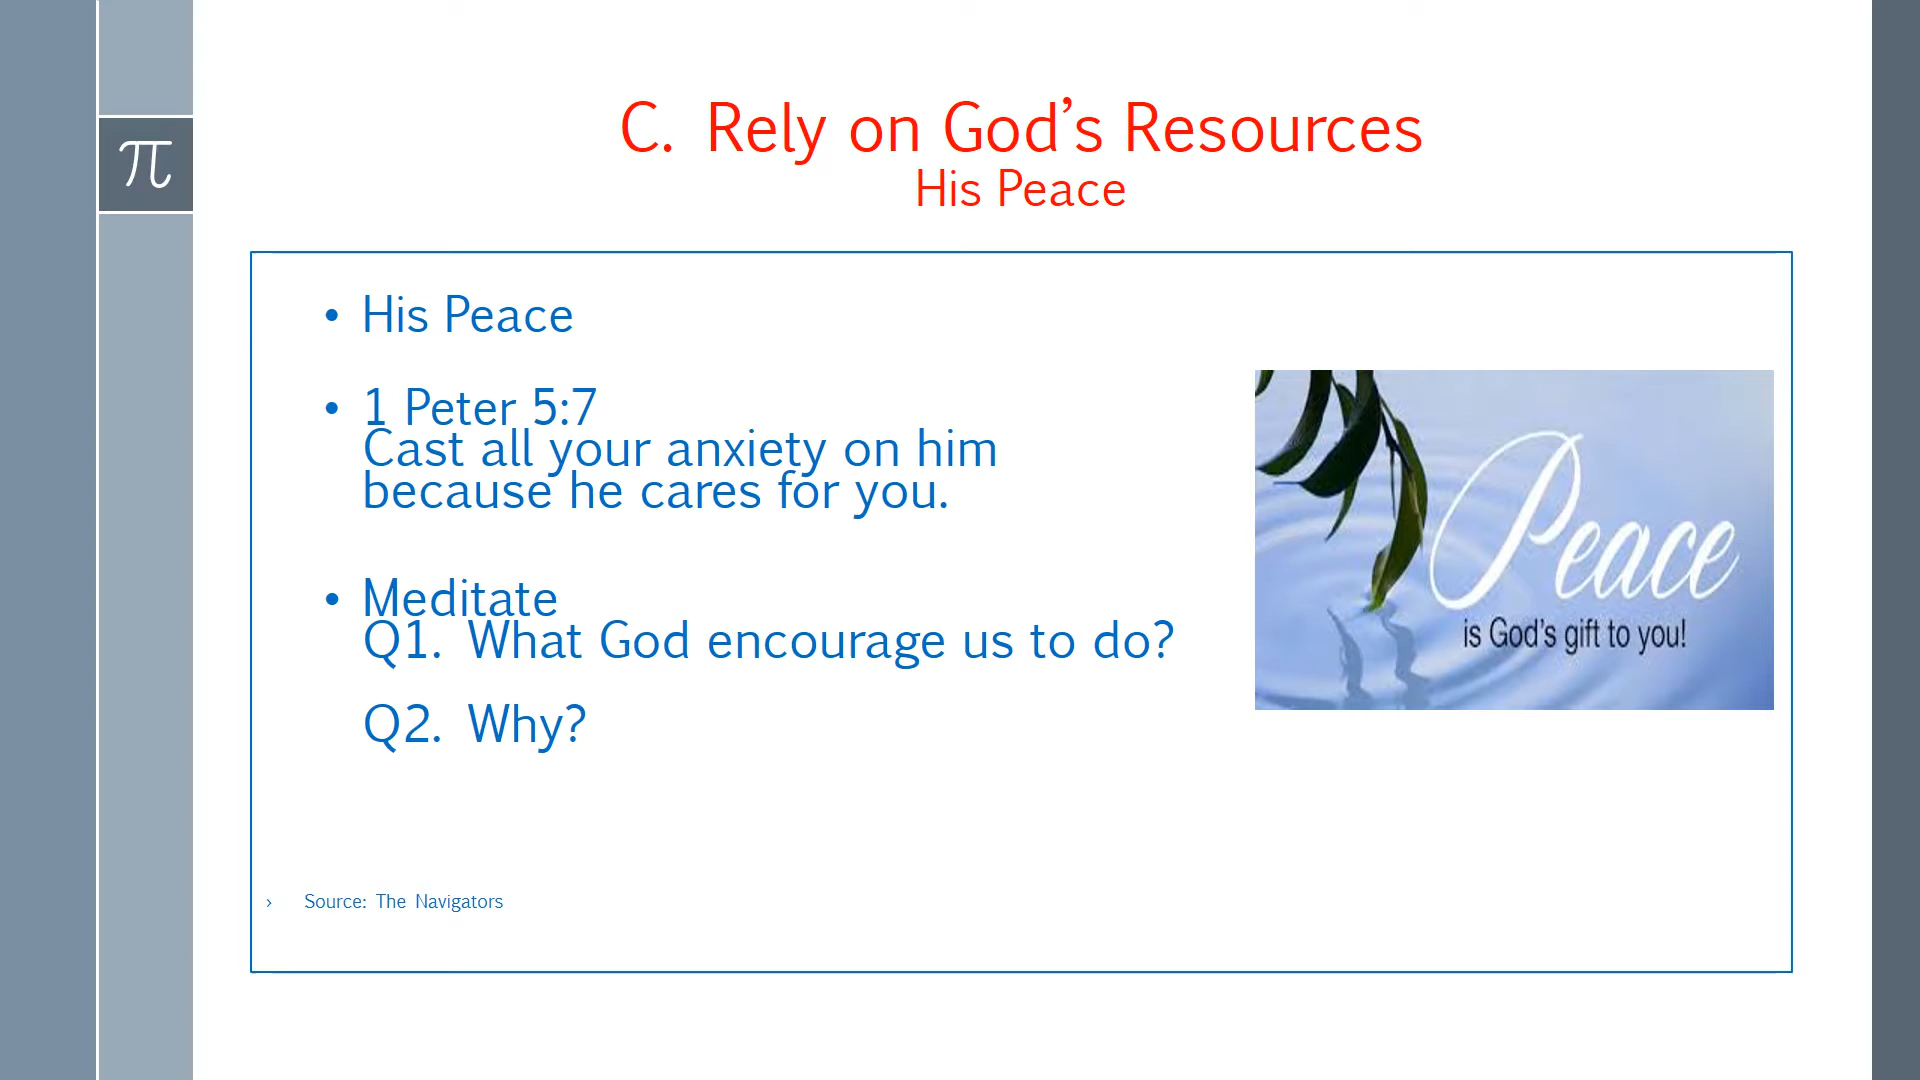 π
C. Rely on God’s Resources
His Peace
• His Peace
• 1 Peter 5:7
Cast all your anxiety on him
because he cares for you.
• Meditate
Q1. What God encourage us to do?
Q2. Why?
Peace
is God's gift to you!
› Source: The Navigators